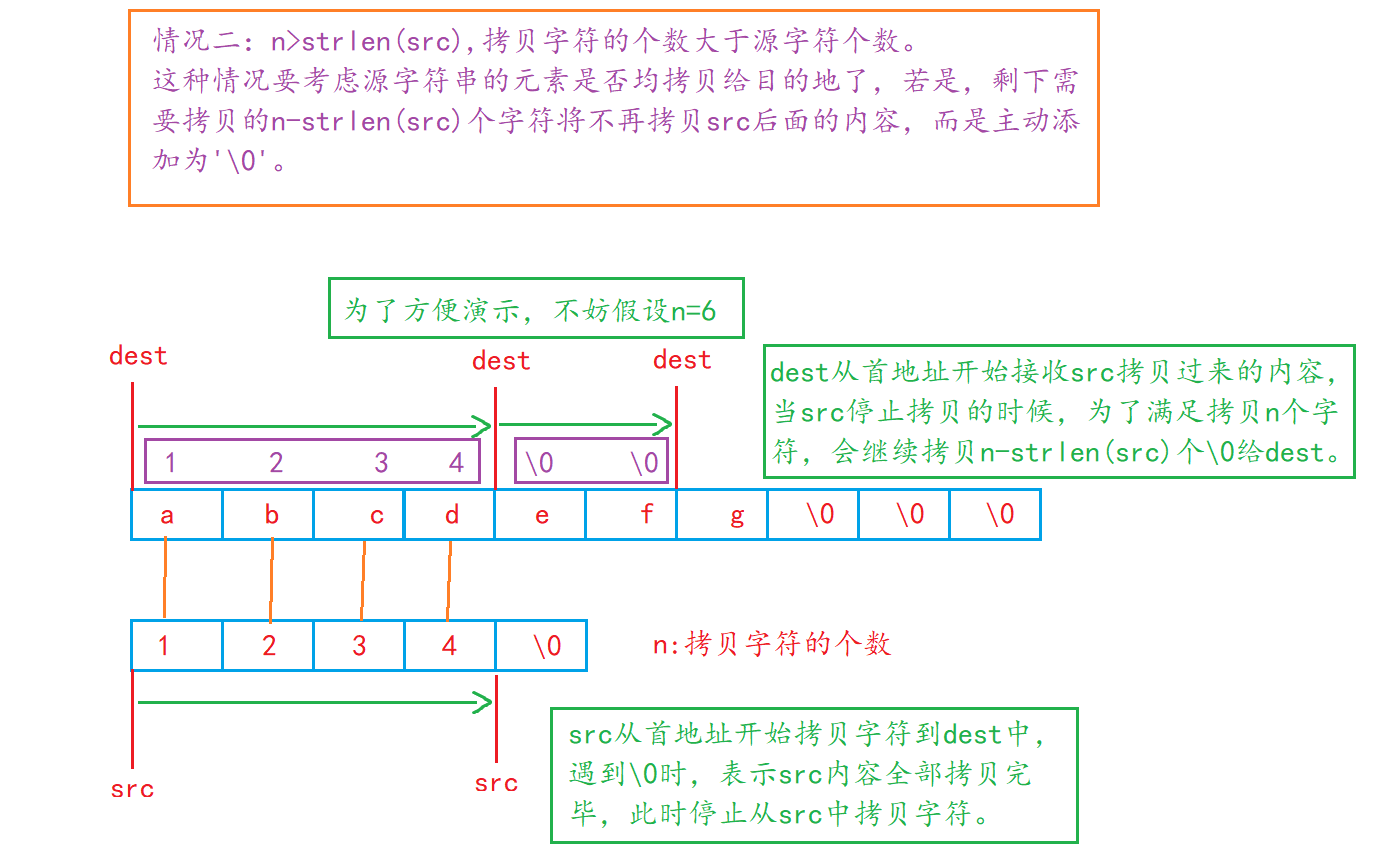 情况二：n>strlen(src),拷贝字符的个数大于源字符个数。
这种情况要考虑源字符串的元素是否均拷贝给目的地了，若是，剩下需
要拷贝的n-strlen(src)个字符将不再拷贝src后面的内容，而是主动添
加为'\0'。
为了方便演示，不妨假设n=6
dest
dest
dest
dest从首地址开始接收src拷贝过来的内容，
当src停止拷贝的时候，为了满足拷贝n个字
符，会继续拷贝n-strlen(src)个\0给dest。
1 2 3 4 \0 \0
a b c d e f g \0 \0 \0
1 2 3 4 \0
n:拷贝字符的个数
src
src
src从首地址开始拷贝字符到dest中，
遇到\0时，表示src内容全部拷贝完
毕，此时停止从src中拷贝字符。